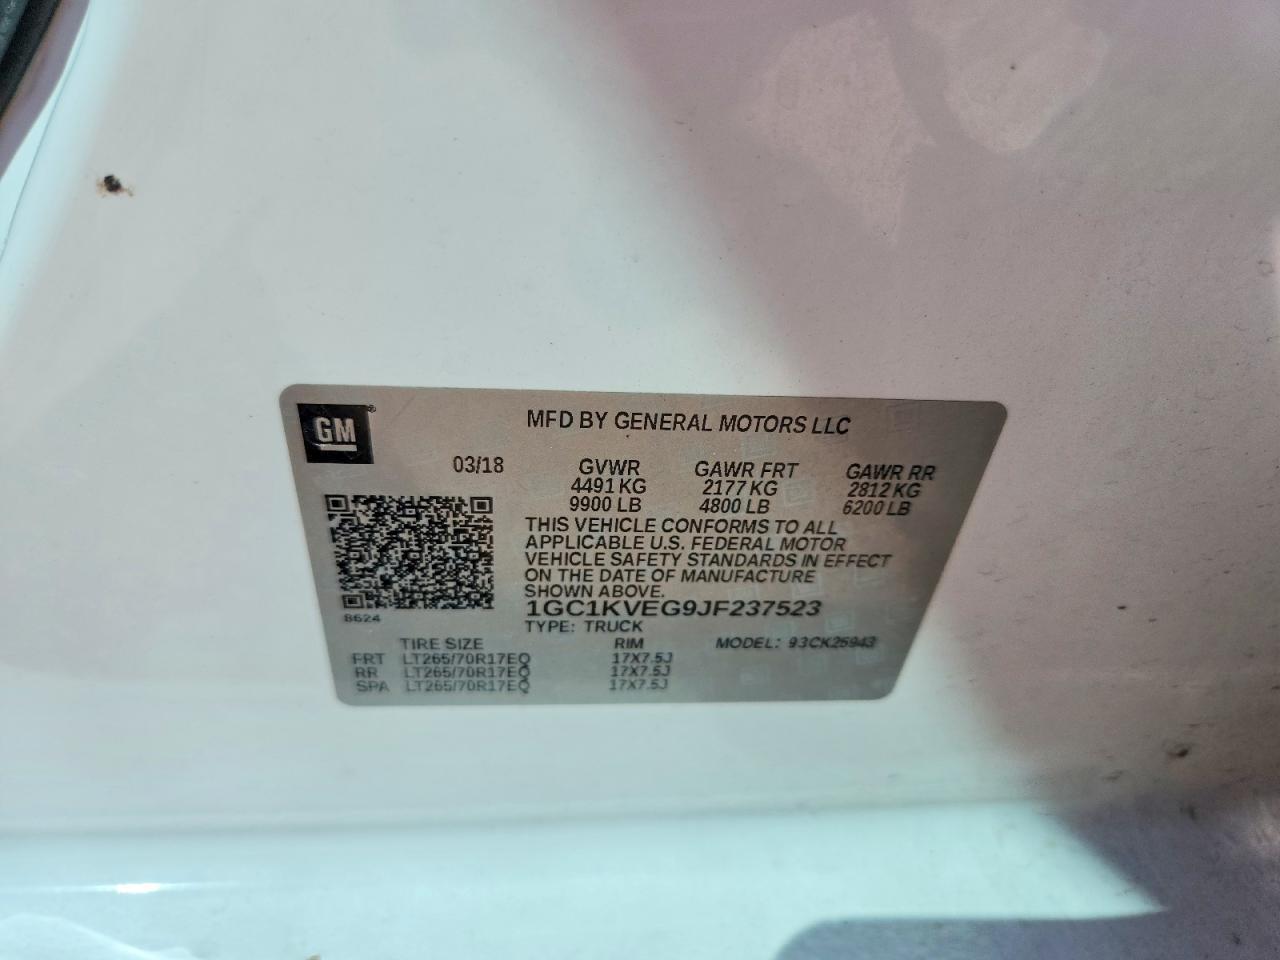 GM
MFD BY GENERAL MOTORS LLC
03/18 GVWR GAWR FRT GAWR RR
4491 KG 2177 KG 2812 KG
9900 LB 4800 LB 6200 LB
THIS VEHICLE CONFORMS TO ALL
APPLICABLE U.S. FEDERAL MOTOR
VEHICLE SAFETY STANDARDS IN EFFECT
ON THE DATE OF MANUFACTURE
SHOWN ABOVE.
1GC1KVEG9JF237523
8624
TYPE: TRUCK
TIRE SIZE RIM MODEL: 93CK25943
FRT LT265/70R17EQ 17X7.5J
RR LT265/70R17EQ 17X7.5J
SPA LT265/70R17EQ 17X7.5J